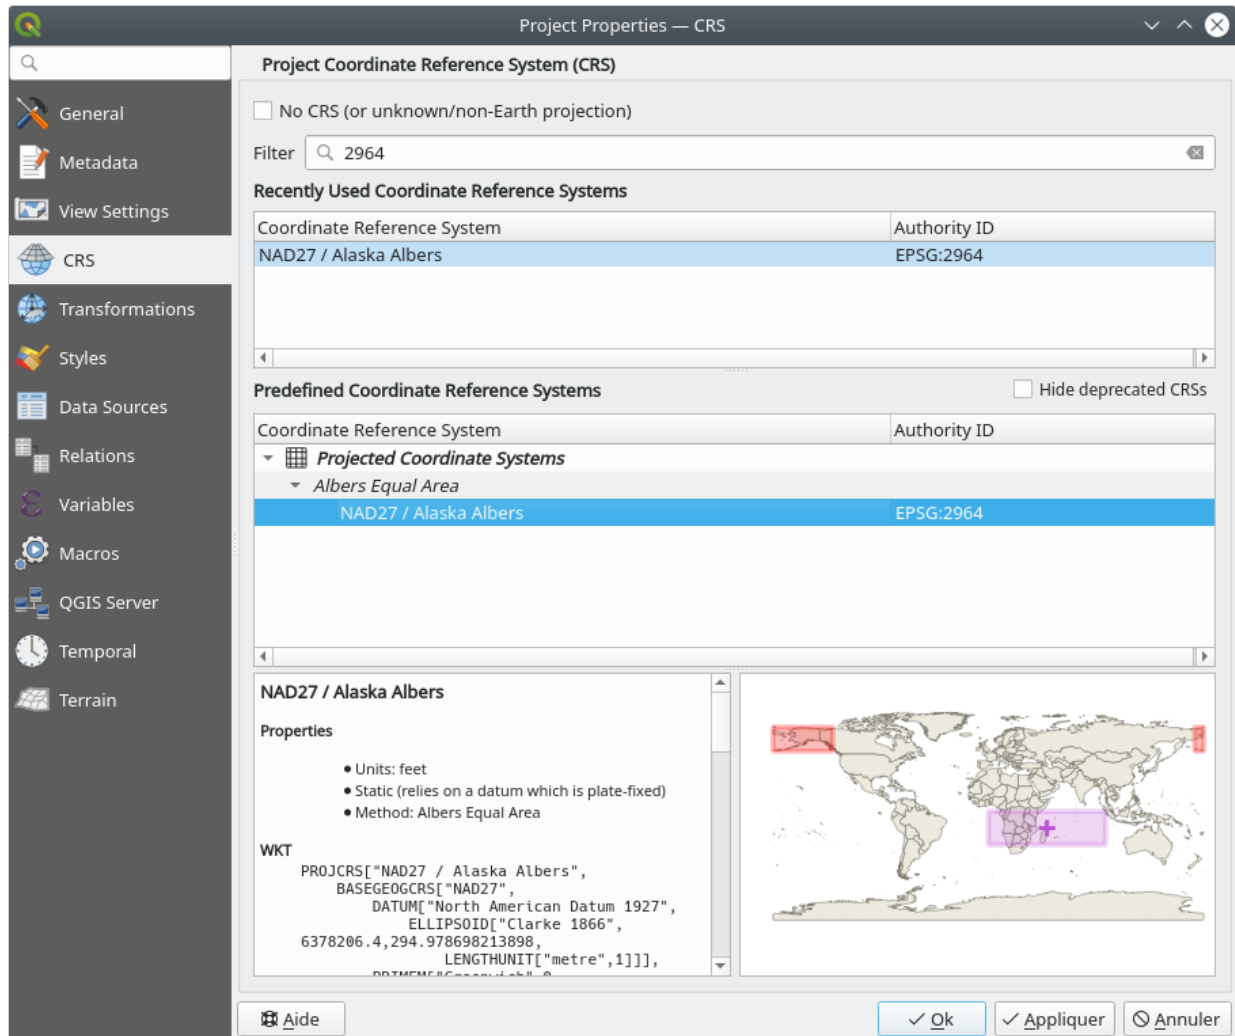 Project Properties — CRS
Project Coordinate Reference System (CRS)
General
Metadata
View Settings
CRS
Transformations
Styles
Data Sources
Relations
Variables
Macros
QGIS Server
Temporal
Terrain
No CRS (or unknown/non-Earth projection)
Filter 2964
Recently Used Coordinate Reference Systems
Coordinate Reference System Authority ID
NAD27 / Alaska Albers EPSG:2964
Predefined Coordinate Reference Systems Hide deprecated CRSs
Coordinate Reference System Authority ID
Projected Coordinate Systems
Albers Equal Area
NAD27 / Alaska Albers EPSG:2964
NAD27 / Alaska Albers
Properties
• Units: feet
• Static (relies on a datum which is plate-fixed)
• Method: Albers Equal Area
WKT
PROJCRS["NAD27 / Alaska Albers",
BASEGEOGCRS["NAD27",
DATUM["North American Datum 1927",
ELLIPSOID["Clarke 1866",
6378206.4,294.978698213898,
LENGTHUNIT["metre",1]]],
Aide Ok Appliquer Annuler